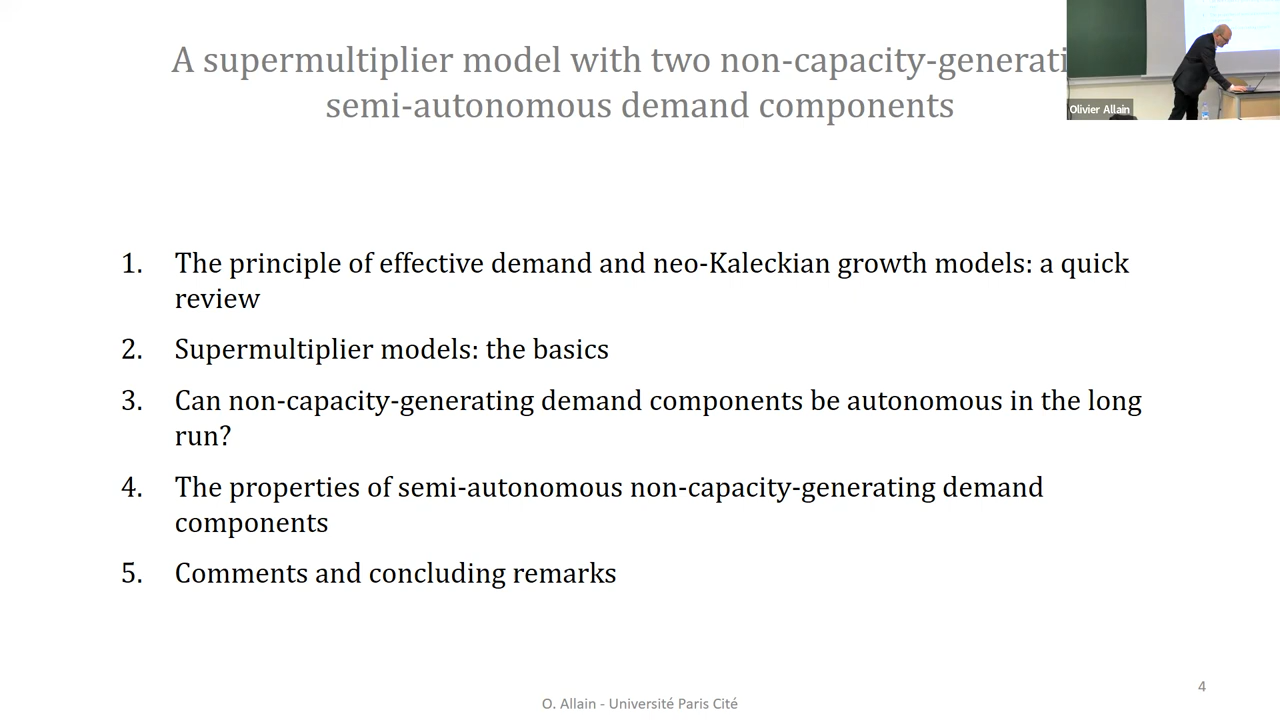 A supermultiplier model with two non-capacity-generati
semi-autonomous demand components
Olivier Allain
1. The principle of effective demand and neo-Kaleckian growth models: a quick
review
2. Supermultiplier models: the basics
3. Can non-capacity-generating demand components be autonomous in the long
run?
4. The properties of semi-autonomous non-capacity-generating demand
components
5. Comments and concluding remarks
O. Allain - Université Paris Cité
4